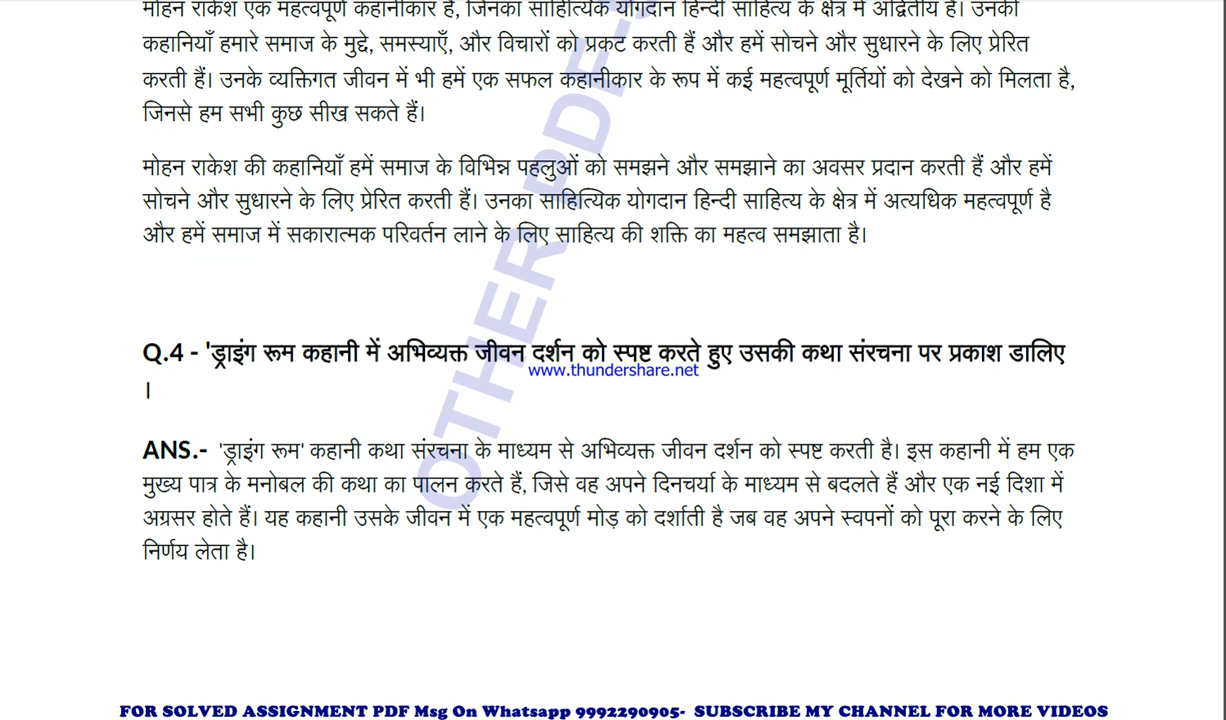 मोहन राकेश एक महत्वपूर्ण कहानीकार है, जिनका साहित्यिक योगदान हिन्दी साहित्य के क्षेत्र में अद्वितीय है। उनकी
कहानियाँ हमारे समाज के मुद्दे, समस्याएँ, और विचारों को प्रकट करती हैं और हमें सोचने और सुधारने के लिए प्रेरित
करती हैं। उनके व्यक्तिगत जीवन में भी हमें एक सफल कहानीकार के रूप में कई महत्वपूर्ण मूर्तियों को देखने को मिलता है,
जिनसे हम सभी कुछ सीख सकते हैं।
मोहन राकेश की कहानियाँ हमें समाज के विभिन्न पहलुओं को समझने और समझाने का अवसर प्रदान करती हैं और हमें
सोचने और सुधारने के लिए प्रेरित करती हैं। उनका साहित्यिक योगदान हिन्दी साहित्य के क्षेत्र में अत्यधिक महत्वपूर्ण है
और हमें समाज में सकारात्मक परिवर्तन लाने के लिए साहित्य की शक्ति का महत्व समझाता है।
OTHER PDF-
Q.4 - 'ड्राइंग रूम कहानी में अभिव्यक्त जीवन दर्शन को स्पष्ट करते हुए उसकी कथा संरचना पर प्रकाश डालिए
।
www.thundershare.net
ANS.- 'ड्राइंग रूम' कहानी कथा संरचना के माध्यम से अभिव्यक्त जीवन दर्शन को स्पष्ट करती है। इस कहानी में हम एक
मुख्य पात्र के मनोबल की कथा का पालन करते हैं, जिसे वह अपने दिनचर्या के माध्यम से बदलते हैं और एक नई दिशा में
अग्रसर होते हैं। यह कहानी उसके जीवन में एक महत्वपूर्ण मोड़ को दर्शाती है जब वह अपने स्वपनों को पूरा करने के लिए
निर्णय लेता है।
FOR SOLVED ASSIGNMENT PDF Msg On Whatsapp 9992290905- SUBSCRIBE MY CHANNEL FOR MORE VIDEOS